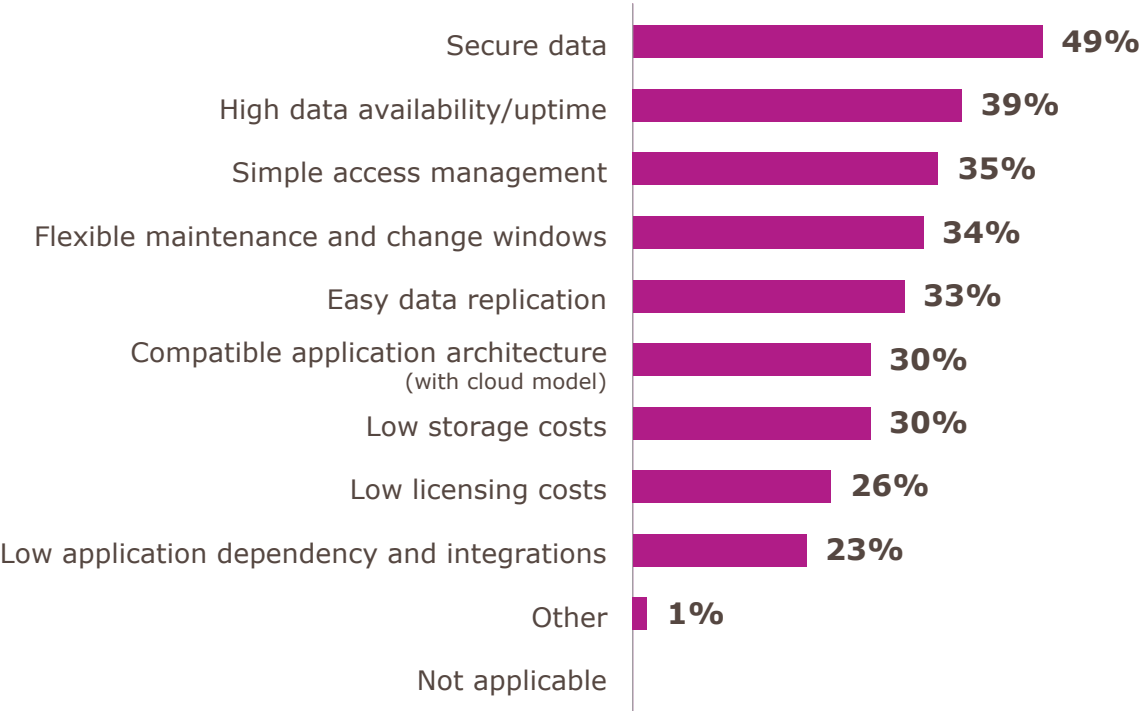 Secure data 49%
High data availability/uptime 39%
Simple access management 35%
Flexible maintenance and change windows 34%
Easy data replication 33%
Compatible application architecture
(with cloud model) 30%
Low storage costs 30%
Low licensing costs 26%
Low application dependency and integrations 23%
Other 1%
Not applicable